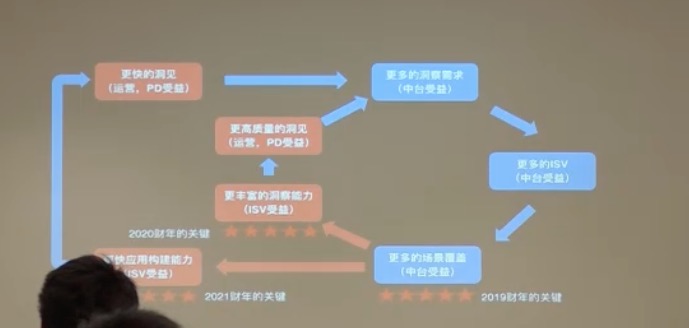 更快的洞见
（运营，PD受益）
更多的洞察需求
（中台受益）
更高质量的洞见
（运营，PD受益）
更多的ISV
（中台受益）
更丰富的洞察能力
（ISV受益）
2020财年的关键
快应用构建能力
ISV受益）
更多的场景覆盖
（中台受益）
2021财年的关键
2019财年的关键